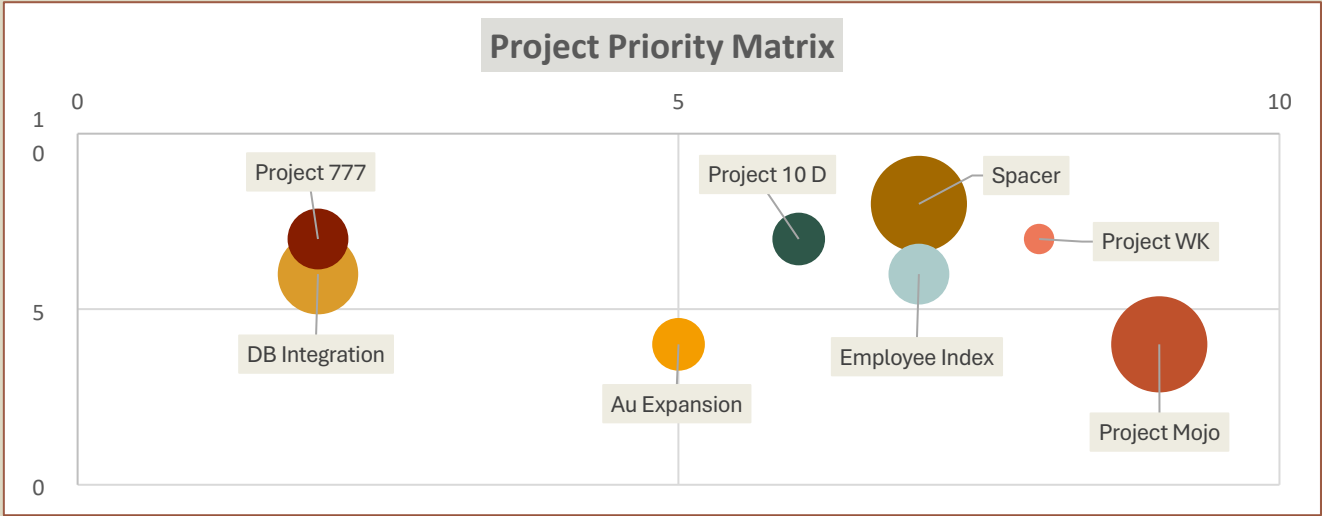 Project Priority Matrix
0 5 10
1
0
Project 777
Project 10 D
Spacer
Project WK
5
DB Integration
Employee Index
Au Expansion
Project Mojo
0